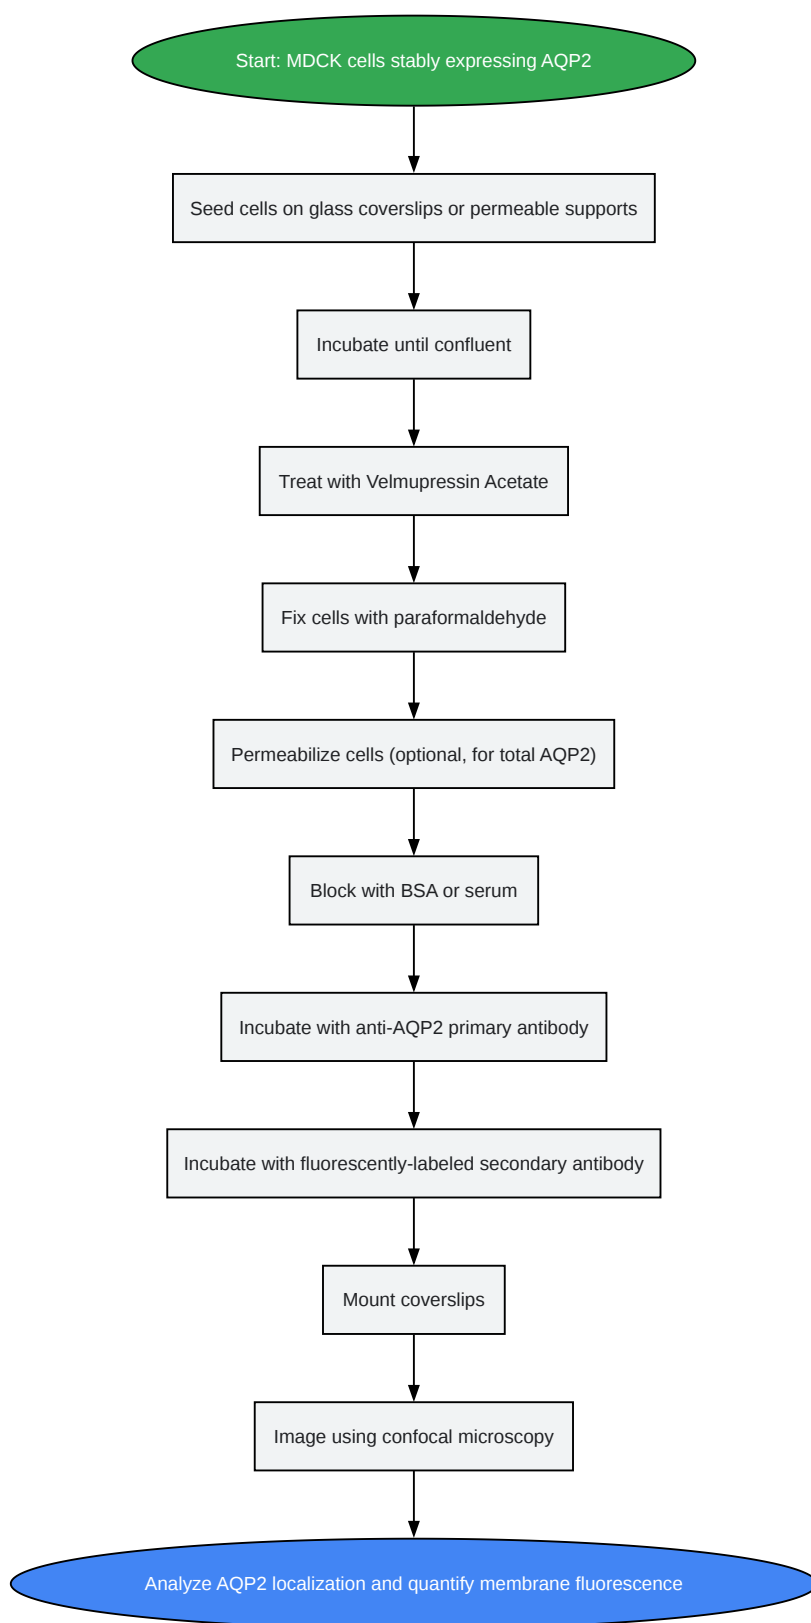 Start: MDCK cells stably expressing AQP2
Seed cells on glass coverslips or permeable supports
Incubate until confluent
Treat with Velmupressin Acetate
Fix cells with paraformaldehyde
Permeabilize cells (optional, for total AQP2)
Block with BSA or serum
Incubate with anti-AQP2 primary antibody
Incubate with fluorescently-labeled secondary antibody
Mount coverslips
Image using confocal microscopy
Analyze AQP2 localization and quantify membrane fluorescence